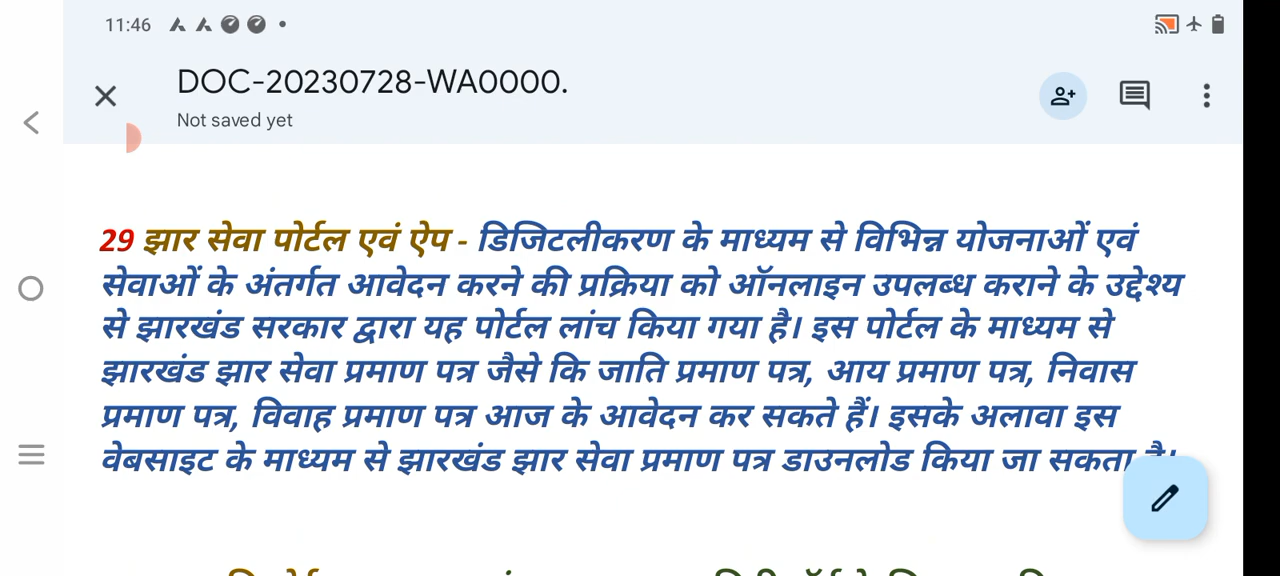 11:46
DOC-20230728-WA0000.
Not saved yet
29 झार सेवा पोर्टल एवं ऐप - डिजिटलीकरण के माध्यम से विभिन्न योजनाओं एवं
सेवाओं के अंतर्गत आवेदन करने की प्रक्रिया को ऑनलाइन उपलब्ध कराने के उद्देश्य
से झारखंड सरकार द्वारा यह पोर्टल लांच किया गया है। इस पोर्टल के माध्यम से
झारखंड झार सेवा प्रमाण पत्र जैसे कि जाति प्रमाण पत्र, आय प्रमाण पत्र, निवास
प्रमाण पत्र, विवाह प्रमाण पत्र आज के आवेदन कर सकते हैं। इसके अलावा इस
वेबसाइट के माध्यम से झारखंड झार सेवा प्रमाण पत्र डाउनलोड किया जा सकता है।